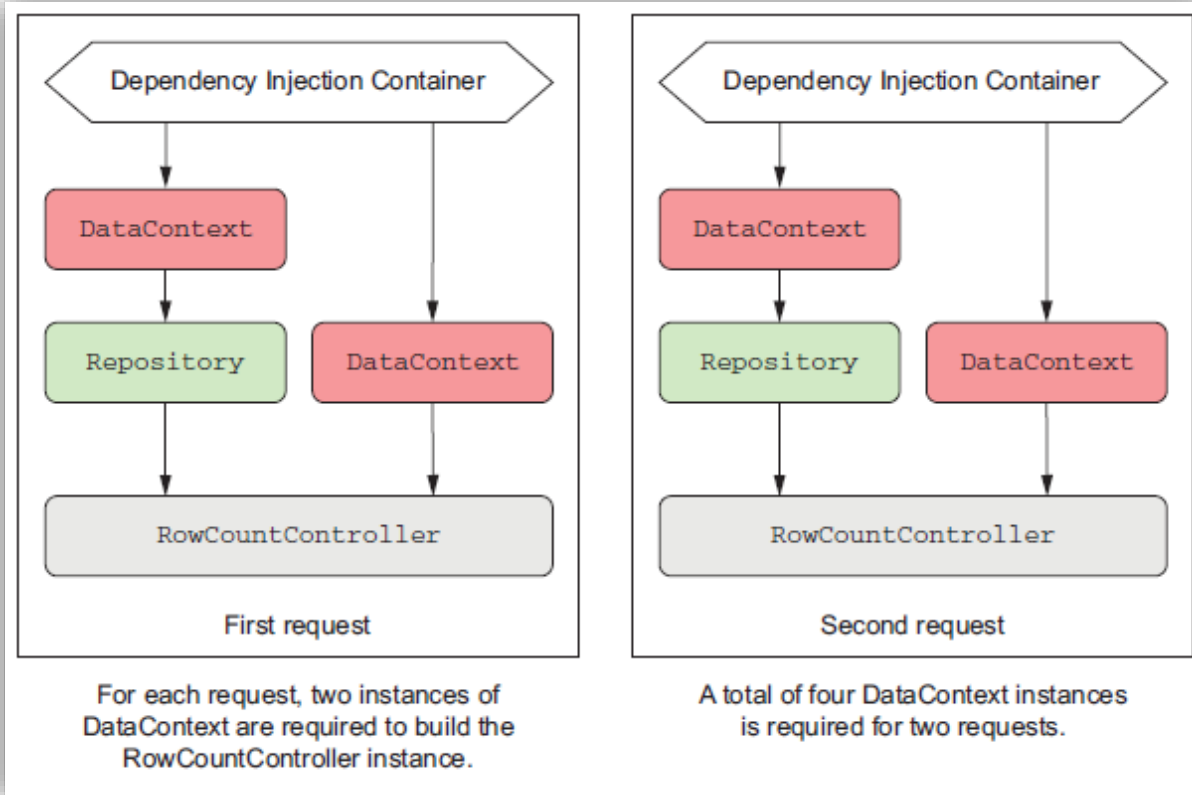 Dependency Injection Container
DataContext
Repository
DataContext
RowCountController
First request
For each request, two instances of
DataContext are required to build the
RowCountController instance.
Dependency Injection Container
DataContext
Repository
DataContext
RowCountController
Second request
A total of four DataContext instances
is required for two requests.